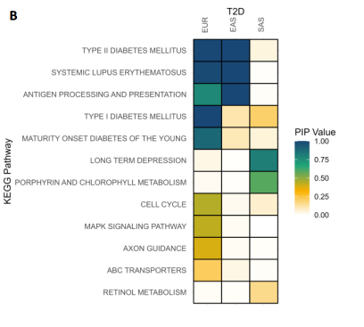 B
T2D
EUR
EAS
SAS
TYPE II DIABETES MELLITUS
SYSTEMIC LUPUS ERYTHEMATOSUS
ANTIGEN PROCESSING AND PRESENTATION
TYPE I DIABETES MELLITUS
MATURITY ONSET DIABETES OF THE YOUNG
LONG TERM DEPRESSION
PORPHYRIN AND CHLOROPHYLL METABOLISM
CELL CYCLE
MAPK SIGNALING PATHWAY
AXON GUIDANCE
ABC TRANSPORTERS
RETINOL METABOLISM
KEGG Pathway
PIP Value
1.00
0.75
0.50
0.25
0.00